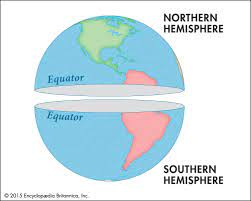 NORTHERN
HEMISPHERE
Equator
Equator
SOUTHERN
HEMISPHERE
© 2015 Encyclopædia Britannica, Inc.